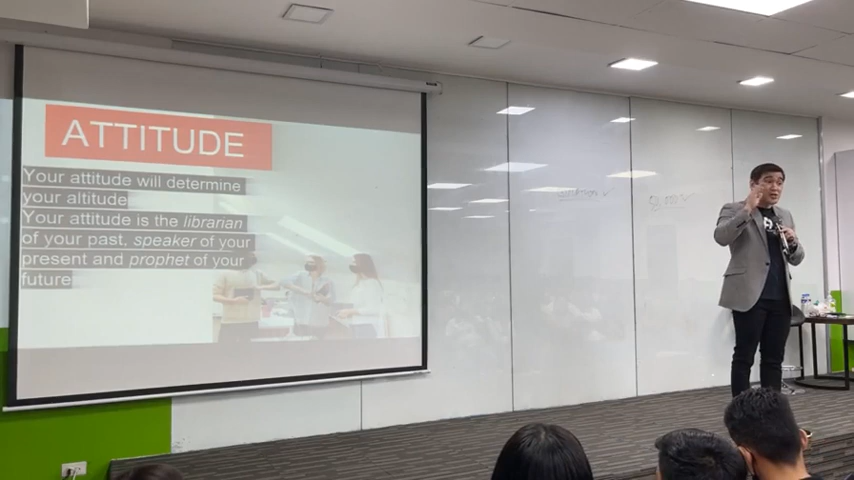 ATTITUDE
Your attitude will determine
your altitude
Your attitude is the librarian
of your past, speaker of your
present and prophet of your
future